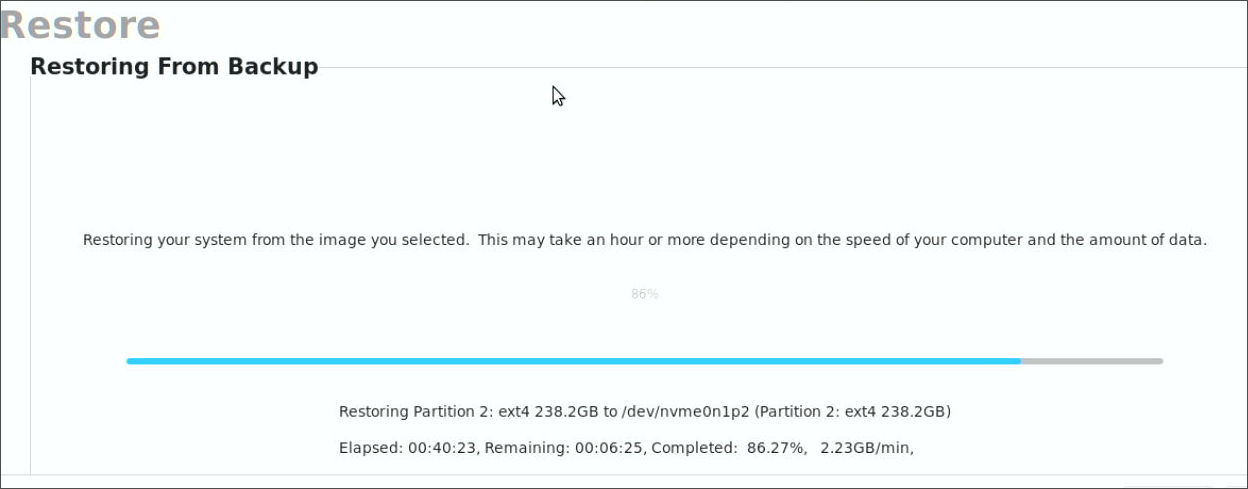 Restore
Restoring From Backup
Restoring your system from the image you selected.  This may take an hour or more depending on the speed of your computer and the amount of data.
86%
Restoring Partition 2: ext4 238.2GB to /dev/nvme0n1p2 (Partition 2: ext4 238.2GB)
Elapsed: 00:40:23, Remaining: 00:06:25, Completed:  86.27%,   2.23GB/min,